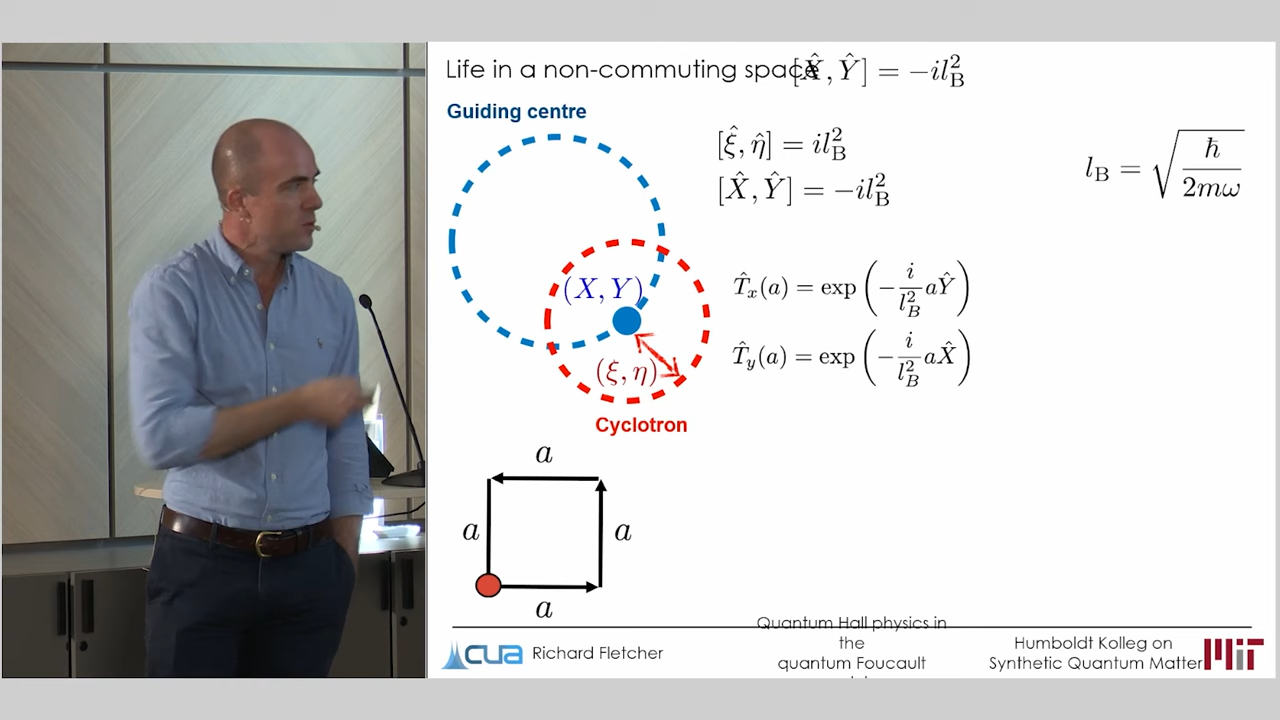 Life in a non-commuting space [X̂, Ŷ] = −il_B^2
Guiding centre
[ξ̂, η̂] = il_B^2
[X̂, Ŷ] = −il_B^2
l_B = √(ħ / 2mω)
(X, Y)
T̂_x(a) = exp(−(i / l_B^2) aŶ)
T̂_y(a) = exp(−(i / l_B^2) aX̂)
(ξ, η)
Cyclotron
a
a
a
a
CUA Richard Fletcher
Quantum Hall physics in
the
quantum Foucault
Humboldt Kolleg on
Synthetic Quantum Matter
MIT